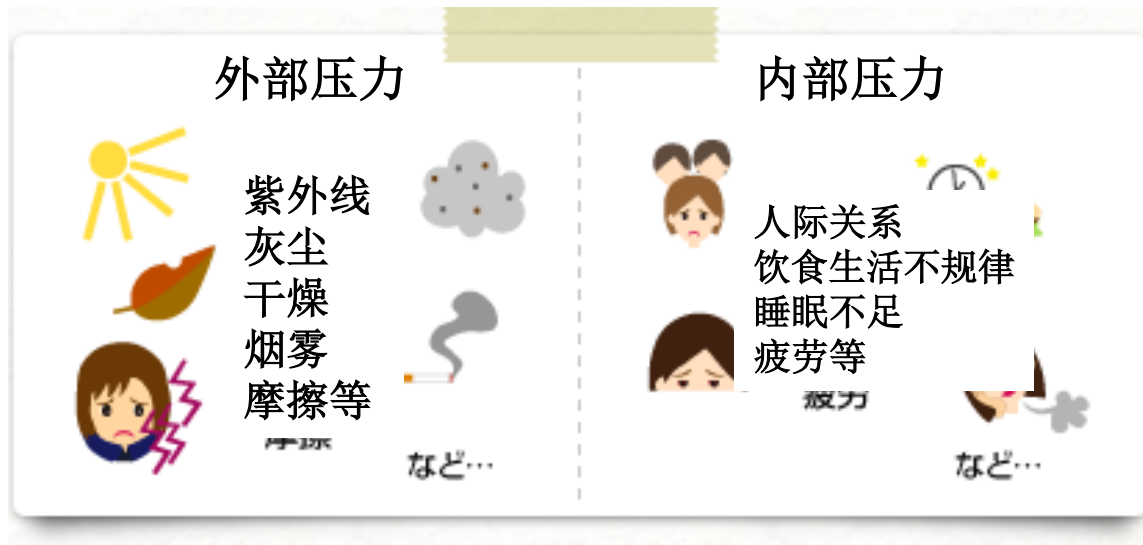 外部压力
紫外线
灰尘
干燥
烟雾
摩擦等
など…
内部压力
人际关系
饮食生活不规律
睡眠不足
疲劳等
疲労
など…